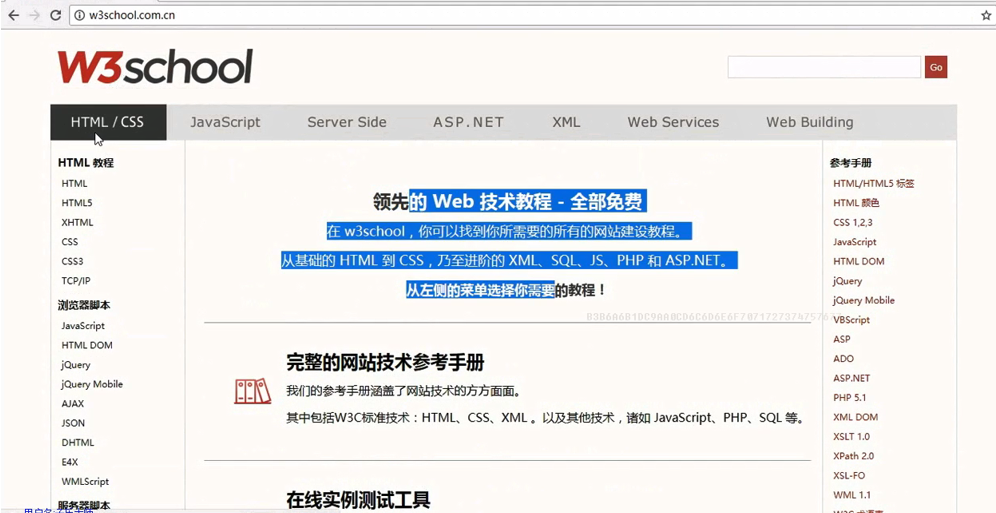 w3school.com.cn
W3school
Go
HTML / CSS JavaScript Server Side ASP.NET XML Web Services Web Building
HTML 教程
HTML
HTML5
XHTML
CSS
CSS3
TCP/IP
浏览器脚本
JavaScript
HTML DOM
jQuery
jQuery Mobile
AJAX
JSON
DHTML
E4X
WMLScript
服务器脚本
领先的 Web 技术教程 - 全部免费
在 w3school，你可以找到你所需要的所有的网站建设教程。
从基础的 HTML 到 CSS，乃至进阶的 XML、SQL、JS、PHP 和 ASP.NET。
从左侧的菜单选择你需要的教程！
完整的网站技术参考手册
我们的参考手册涵盖了网站技术的方方面面。
其中包括W3C标准技术：HTML、CSS、XML 。以及其他技术，诸如 JavaScript、PHP、SQL 等。
在线实例测试工具
参考手册
HTML/HTML5 标签
HTML 颜色
CSS 1,2,3
JavaScript
HTML DOM
jQuery
jQuery Mobile
VBScript
ASP
ADO
ASP.NET
PHP 5.1
XML DOM
XSLT 1.0
XPath 2.0
XSL-FO
WML 1.1